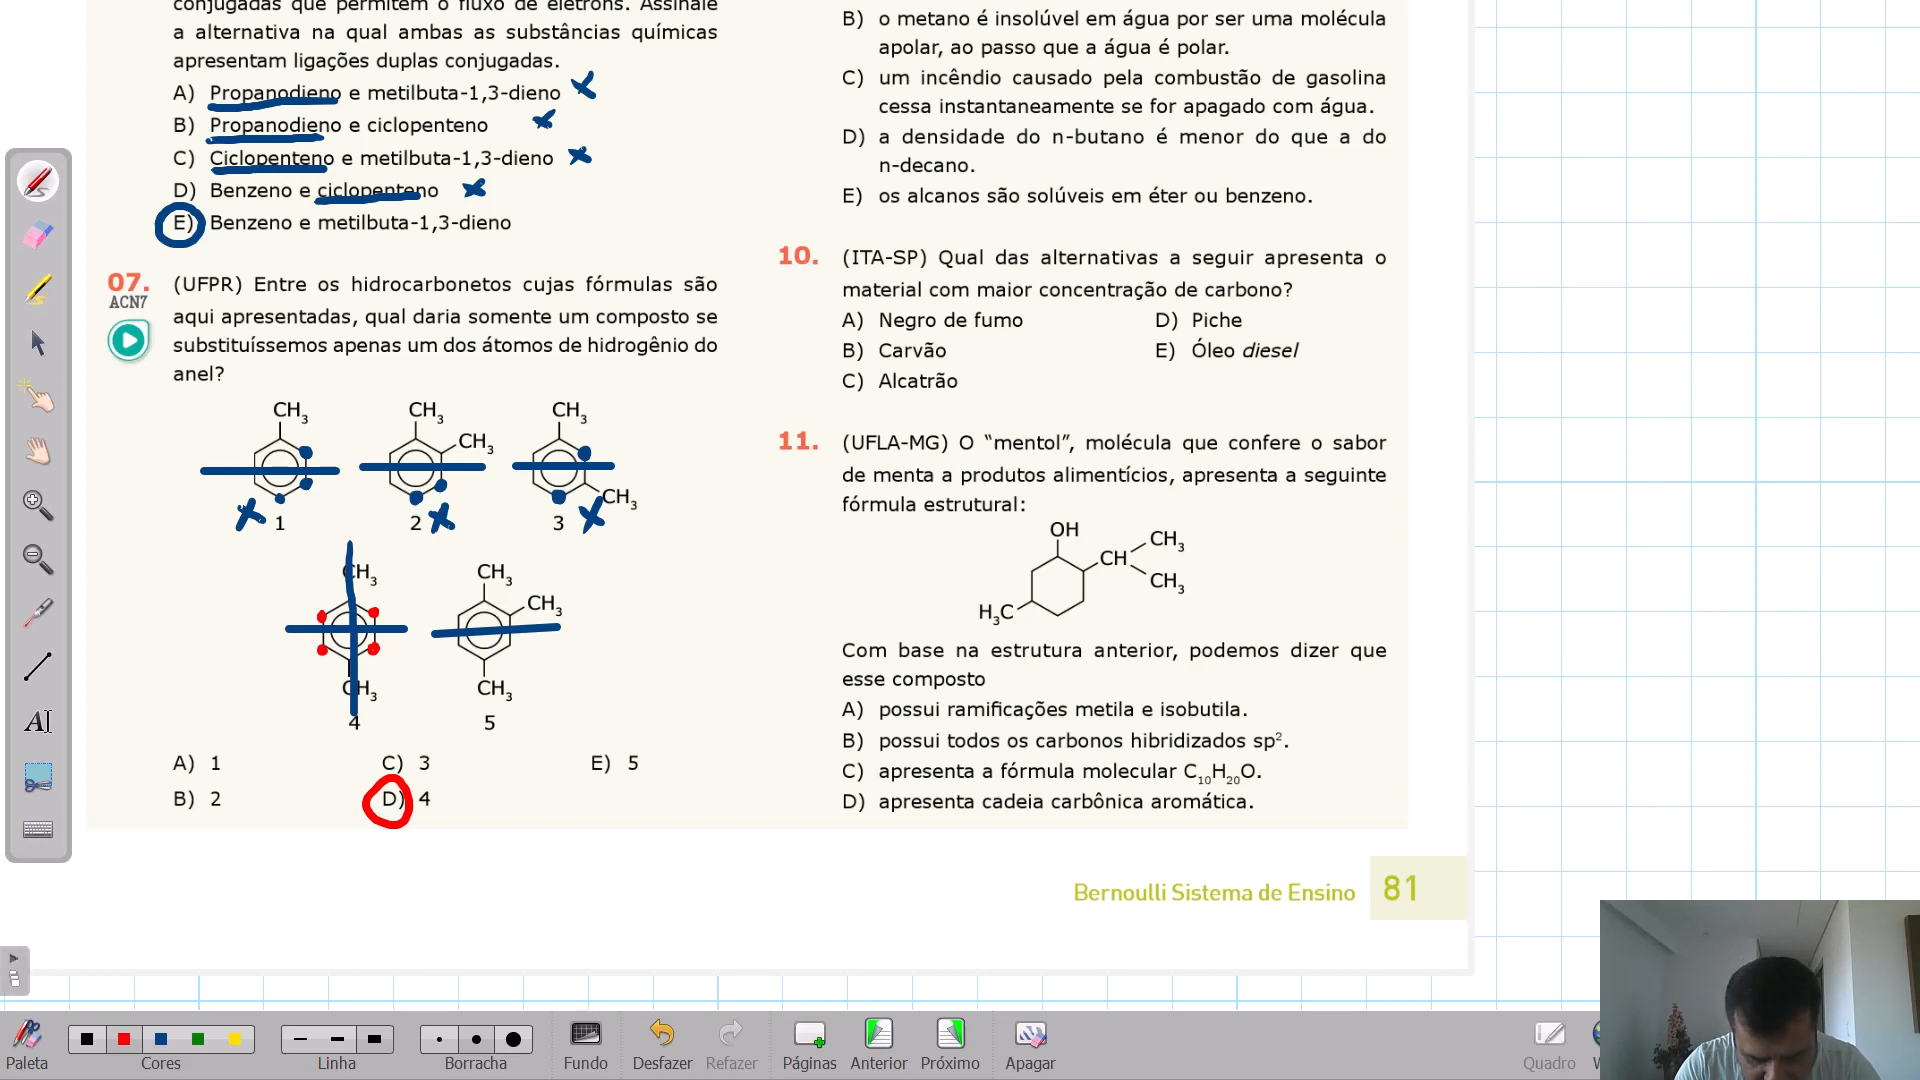 conjugadas que permitem o fluxo de elétrons. Assinale
a alternativa na qual ambas as substâncias químicas
apresentam ligações duplas conjugadas.
A) Propanodieno e metilbuta-1,3-dieno
B) Propanodieno e ciclopenteno
C) Ciclopenteno e metilbuta-1,3-dieno
D) Benzeno e ciclopenteno
E) Benzeno e metilbuta-1,3-dieno
07. (UFPR) Entre os hidrocarbonetos cujas fórmulas são
ACN7
aqui apresentadas, qual daria somente um composto se
substituíssemos apenas um dos átomos de hidrogênio do
anel?
CH3 CH3 CH3
CH3
CH3
1 2 3
CH3 CH3
CH3
CH3 CH3
4 5
A) 1 C) 3 E) 5
B) 2 D) 4
B) o metano é insolúvel em água por ser uma molécula
apolar, ao passo que a água é polar.
C) um incêndio causado pela combustão de gasolina
cessa instantaneamente se for apagado com água.
D) a densidade do n-butano é menor do que a do
n-decano.
E) os alcanos são solúveis em éter ou benzeno.
10. (ITA-SP) Qual das alternativas a seguir apresenta o
material com maior concentração de carbono?
A) Negro de fumo D) Piche
B) Carvão E) Óleo diesel
C) Alcatrão
11. (UFLA-MG) O “mentol”, molécula que confere o sabor
de menta a produtos alimentícios, apresenta a seguinte
fórmula estrutural:
OH
CH3
CH
CH3
H3C
Com base na estrutura anterior, podemos dizer que
esse composto
A) possui ramificações metila e isobutila.
B) possui todos os carbonos hibridizados sp2.
C) apresenta a fórmula molecular C10H20O.
D) apresenta cadeia carbônica aromática.
Bernoulli Sistema de Ensino 81
Paleta Cores Linha Borracha Fundo Desfazer Refazer Páginas Anterior Próximo Apagar Quadro